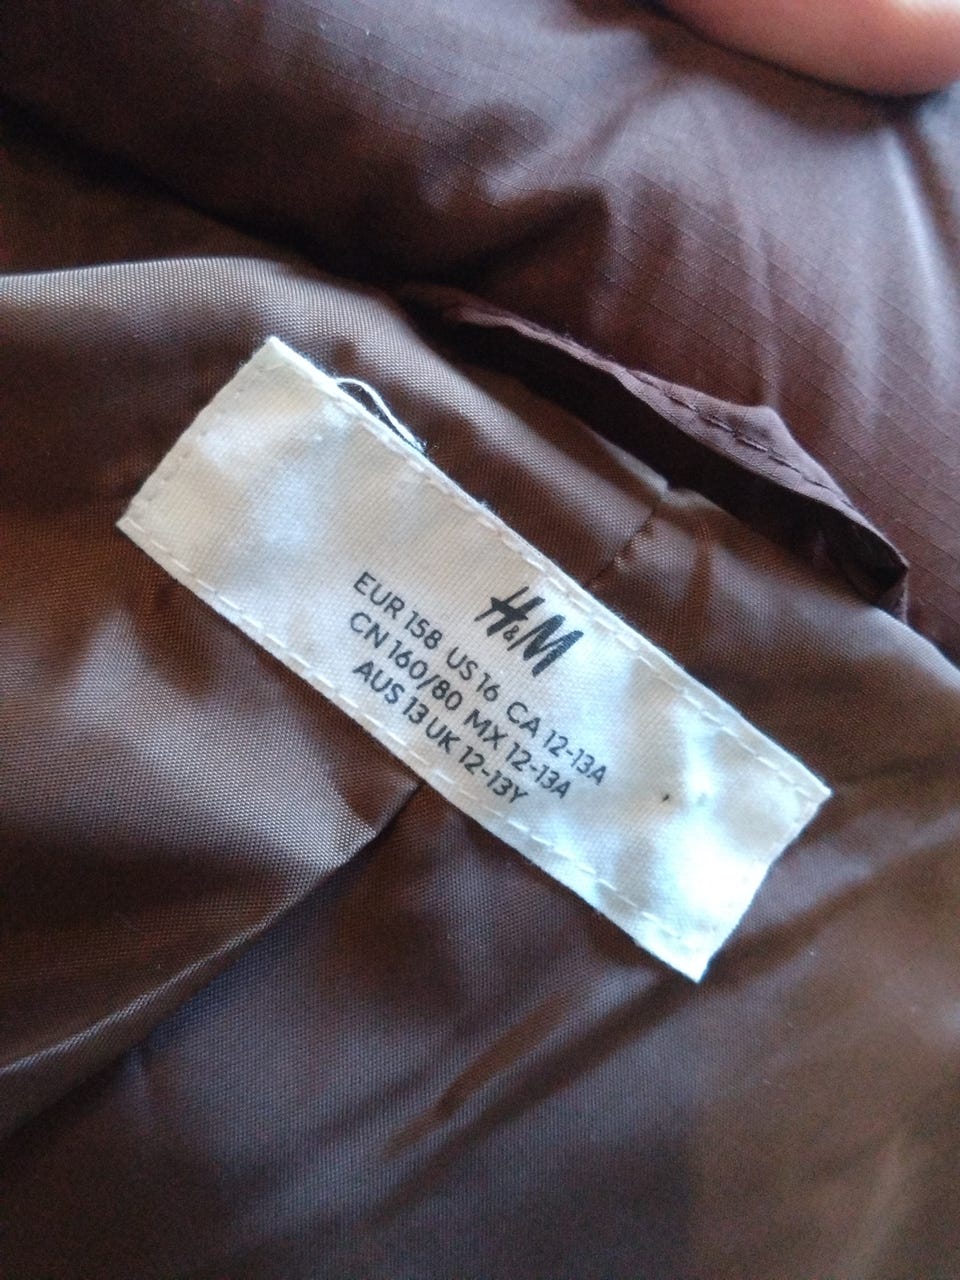 H&M
EUR 158 US 16 CA 12-13A
CN 160/80 MX 12-13A
AUS 13 UK 12-13Y